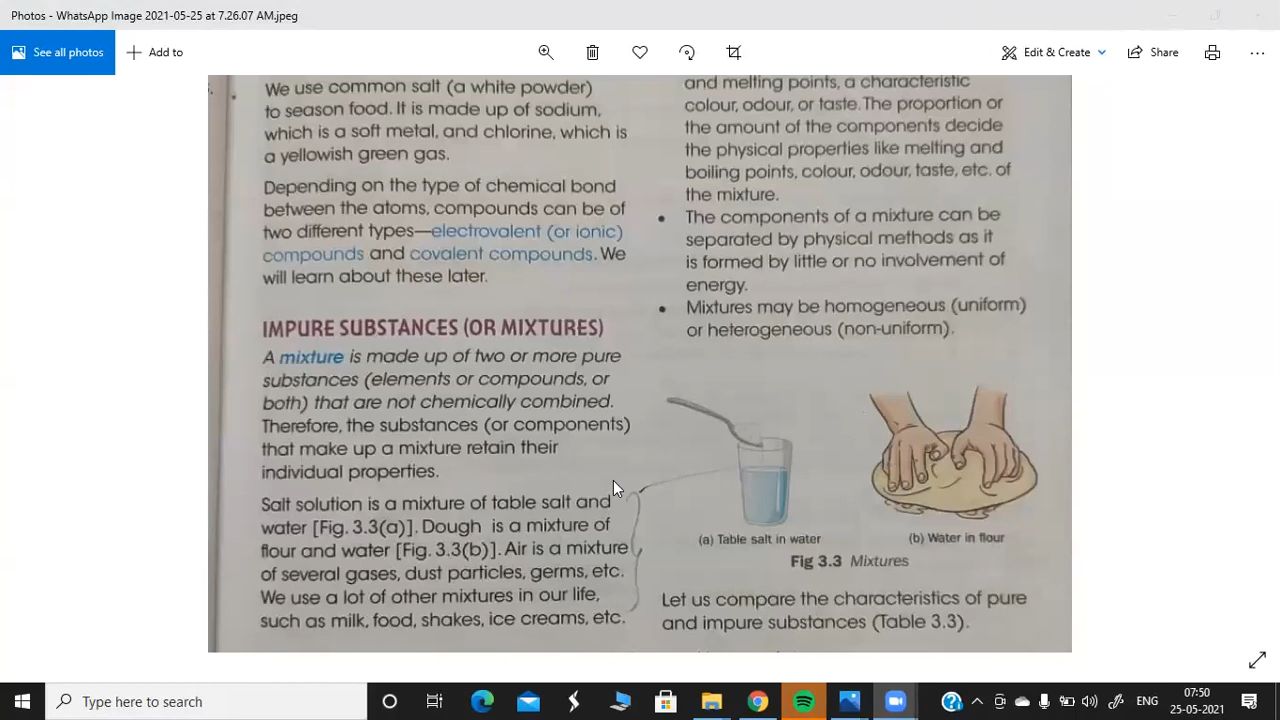 Photos - WhatsApp Image 2021-05-25 at 7.26.07 AM.jpeg
See all photos
Add to
Edit & Create
Share
We use common salt (a white powder)
to season food. It is made up of sodium,
which is a soft metal, and chlorine, which is
a yellowish green gas.
Depending on the type of chemical bond
between the atoms, compounds can be of
two different types—electrovalent (or ionic)
compounds and covalent compounds. We
will learn about these later.
IMPURE SUBSTANCES (OR MIXTURES)
A mixture is made up of two or more pure
substances (elements or compounds, or
both) that are not chemically combined.
Therefore, the substances (or components)
that make up a mixture retain their
individual properties.
Salt solution is a mixture of table salt and
water [Fig. 3.3(a)]. Dough is a mixture of
flour and water [Fig. 3.3(b)]. Air is a mixture
of several gases, dust particles, germs, etc.
We use a lot of other mixtures in our life,
such as milk, food, shakes, ice creams, etc.
and melting points, a characteristic
colour, odour, or taste. The proportion or
the amount of the components decide
the physical properties like melting and
boiling points, colour, odour, taste, etc. of
the mixture.
• The components of a mixture can be
separated by physical methods as it
is formed by little or no involvement of
energy.
• Mixtures may be homogeneous (uniform)
or heterogeneous (non-uniform).
(a) Table salt in water
(b) Water in flour
Fig 3.3 Mixtures
Let us compare the characteristics of pure
and impure substances (Table 3.3).
Type here to search
ENG
07:50
25-05-2021